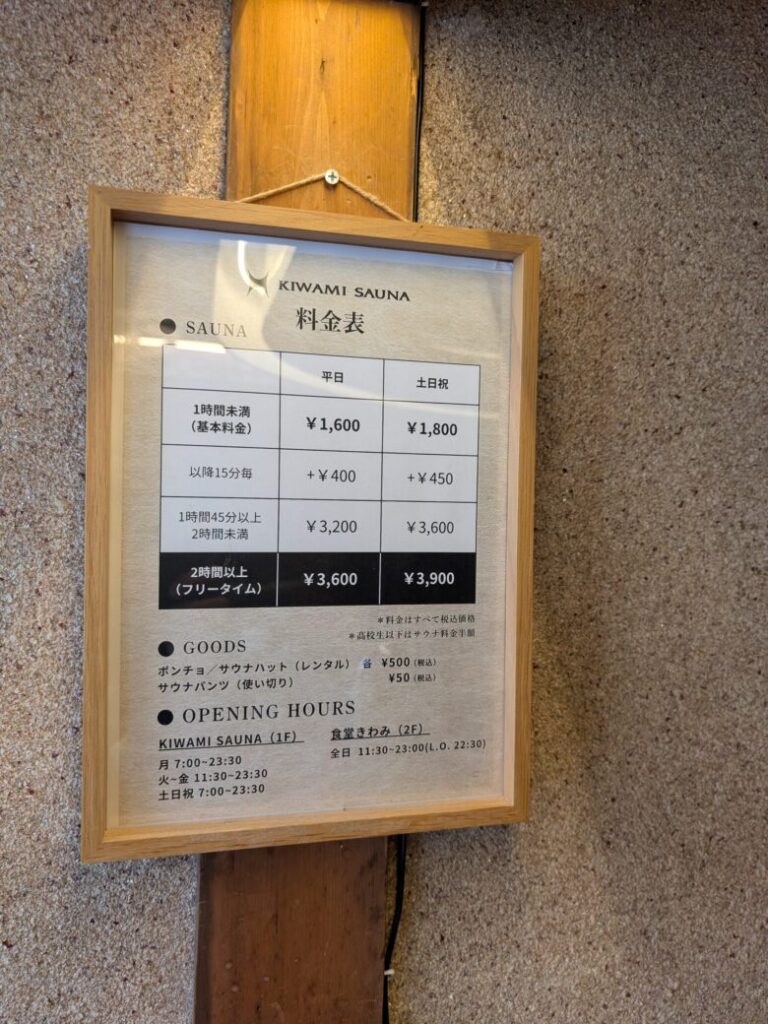 KIWAMI SAUNA
料金表
● SAUNA
平日 土日祝
1時間未満
（基本料金） ￥1,600 ￥1,800
以降15分毎 +￥400 +￥450
1時間45分以上
2時間未満 ￥3,200 ￥3,600
2時間以上
（フリータイム） ￥3,600 ￥3,900
＊料金はすべて税込価格
＊高校生以下はサウナ料金半額
● GOODS
ポンチョ／サウナハット（レンタル） 各 ¥500（税込）
サウナパンツ（使い切り） ¥50（税込）
● OPENING HOURS
KIWAMI SAUNA（1F）
月 7:00~23:30
火~金 11:30~23:30
土日祝 7:00~23:30
食堂きわみ（2F）
全日 11:30~23:00(L.O. 22:30)